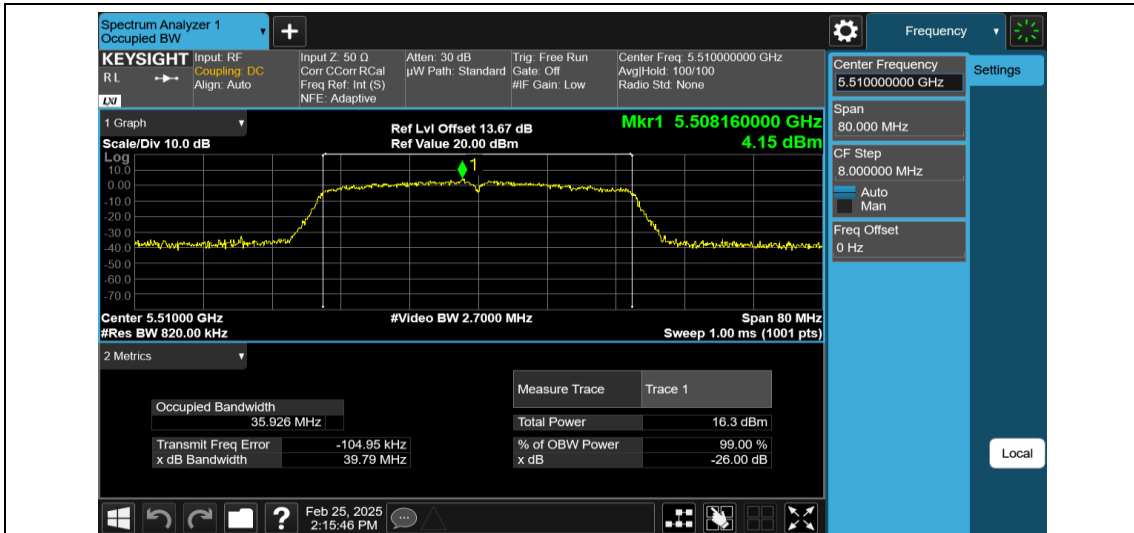 Spectrum Analyzer 1
Occupied BW
Frequency
KEYSIGHT
R L
LXI
Input: RF
Coupling: DC
Align: Auto
Input Z: 50 Ω
Corr CCorr RCal
Freq Ref: Int (S)
NFE: Adaptive
Atten: 30 dB
µW Path: Standard
Trig: Free Run
Gate: Off
#IF Gain: Low
Center Freq: 5.510000000 GHz
Avg|Hold: 100/100
Radio Std: None
Center Frequency
5.510000000 GHz
Settings
Span
80.000 MHz
CF Step
8.000000 MHz
Auto
Man
Freq Offset
0 Hz
1 Graph
Scale/Div 10.0 dB
Ref Lvl Offset 13.67 dB
Ref Value 20.00 dBm
Mkr1 5.508160000 GHz
4.15 dBm
Log
10.0
0.00
-10.0
-20.0
-30.0
-40.0
-50.0
-60.0
-70.0
1
Center 5.51000 GHz
#Video BW 2.7000 MHz
Span 80 MHz
#Res BW 820.00 kHz
Sweep 1.00 ms (1001 pts)
2 Metrics
Measure Trace Trace 1
Occupied Bandwidth
35.926 MHz
Total Power 16.3 dBm
Transmit Freq Error -104.95 kHz
% of OBW Power 99.00 %
x dB Bandwidth 39.79 MHz
x dB -26.00 dB
Local
?
Feb 25, 2025
2:15:46 PM